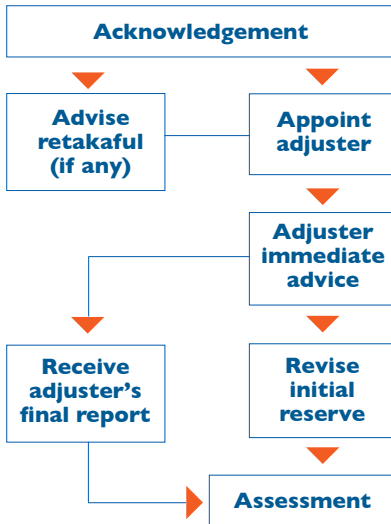 Acknowledgement
Advise
retakaful
(if any)
Appoint
adjuster
Adjuster
immediate
advice
Receive
adjuster's
final report
Revise
initial
reserve
Assessment